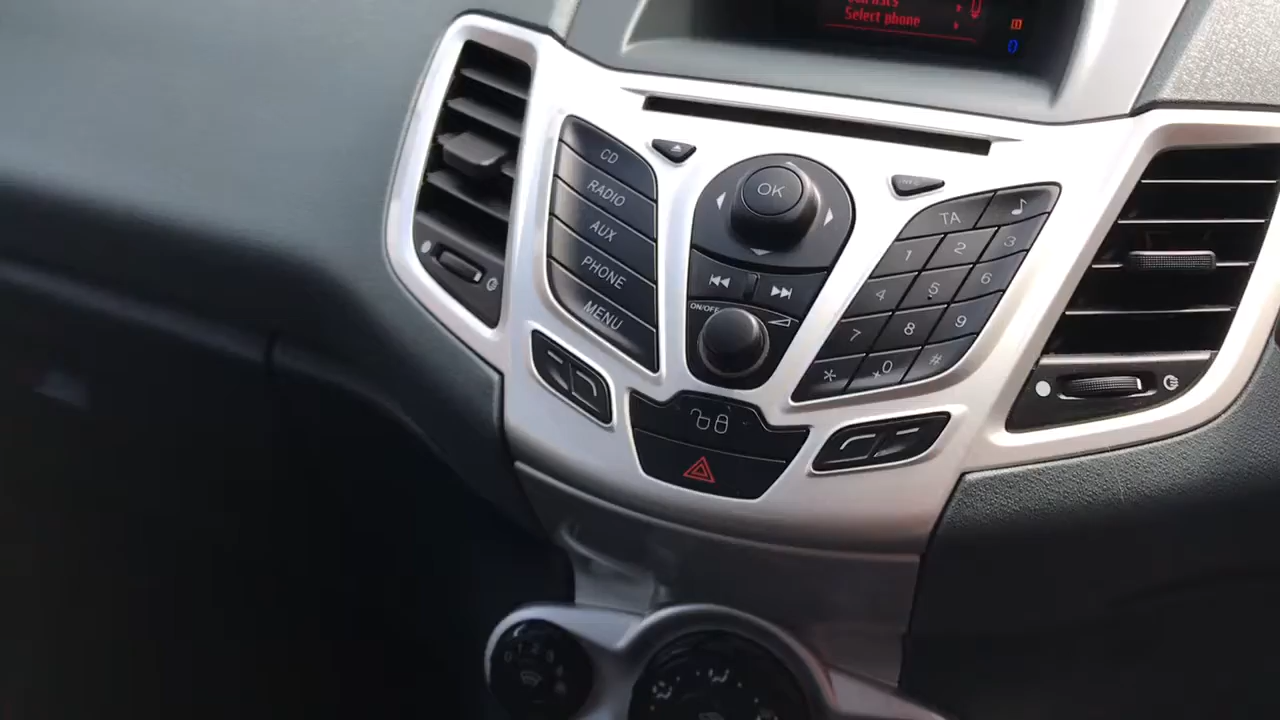 Select phone
CD
RADIO
AUX
PHONE
MENU
OK
ON/OFF
TA
1 2 3
4 5 6
7 8 9
* 0 #